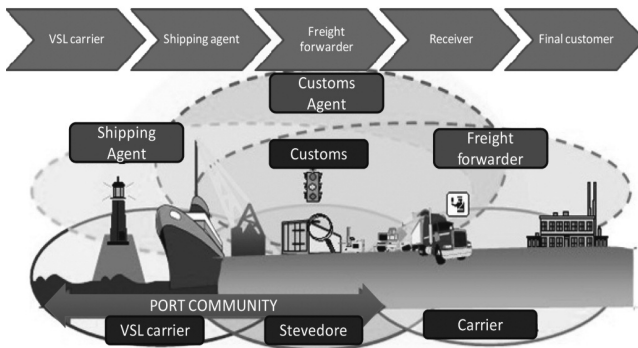 VSL carrier
Shipping agent
Freight
forwarder
Receiver
Final customer
Customs
Agent
Shipping
Agent
Customs
Freight
forwarder
PORT COMMUNITY
VSL carrier
Stevedore
Carrier